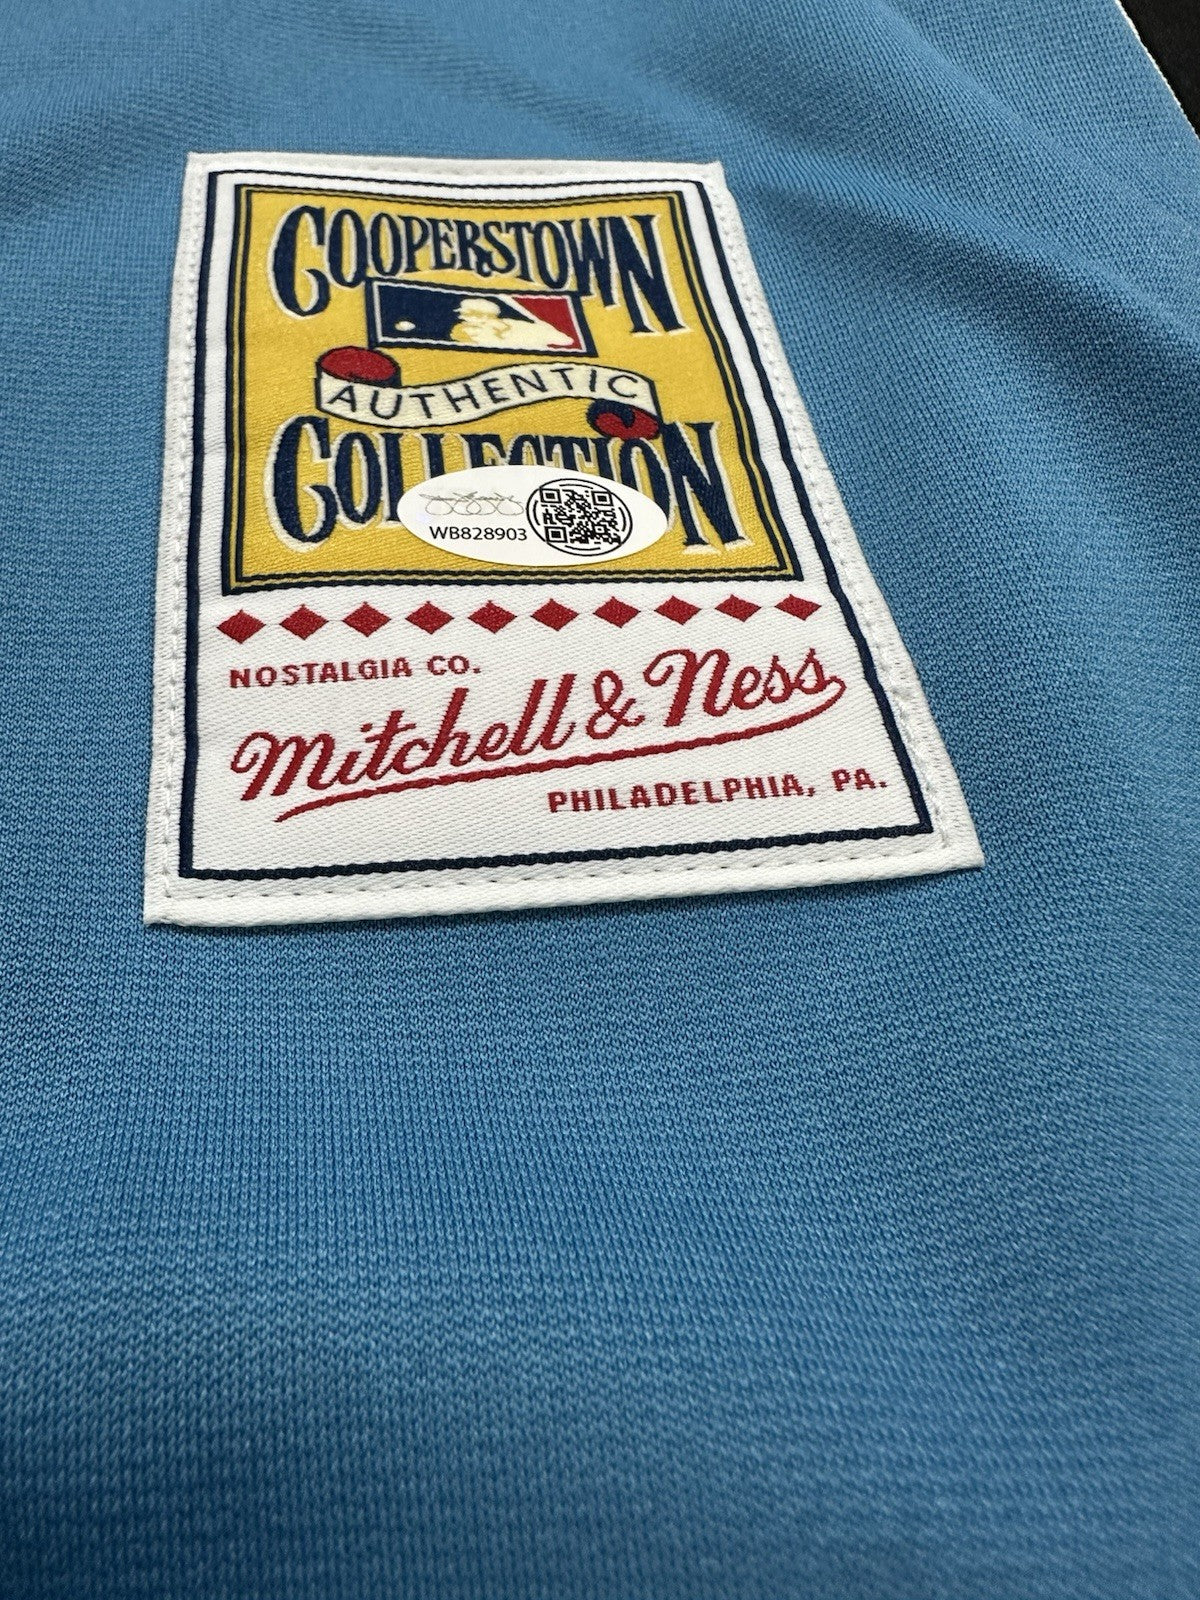 COOPERSTOWN
AUTHENTIC
COLLECTION
WB828903
NOSTALGIA CO.
Mitchell & Ness
PHILADELPHIA, PA.